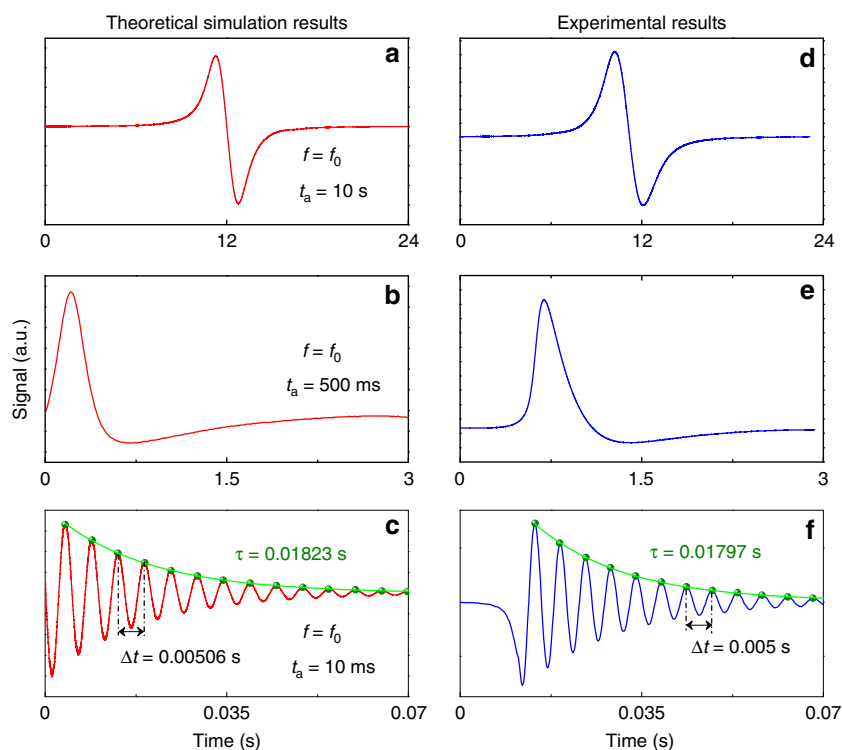 Theoretical simulation results
Experimental results
a
f = f0
ta = 10 s
0 12 24
d
0 12 24
Signal (a.u.)
b
f = f0
ta = 500 ms
0 1.5 3
e
0 1.5 3
c
τ = 0.01823 s
Δt = 0.00506 s
f = f0
ta = 10 ms
0 0.035 0.07
Time (s)
f
τ = 0.01797 s
Δt = 0.005 s
0 0.035 0.07
Time (s)